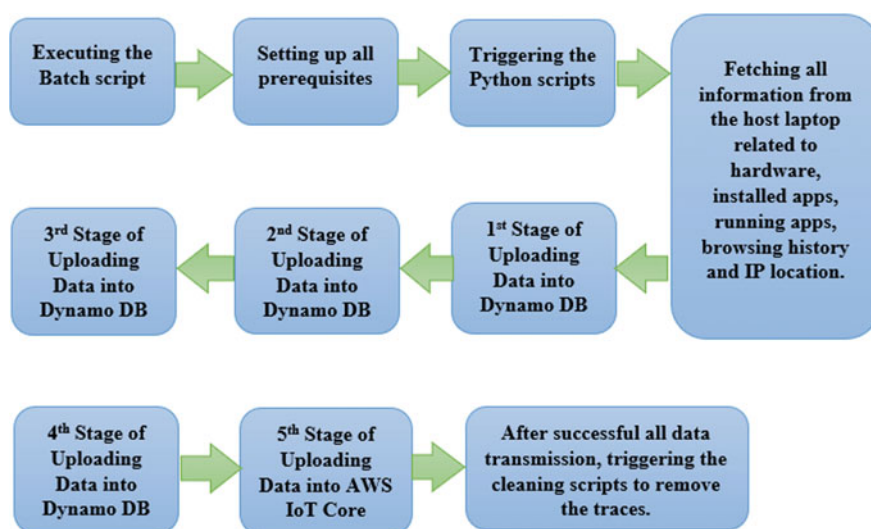 Executing the
Batch script
Setting up all
prerequisites
Triggering the
Python scripts
Fetching all
information from
the host laptop
related to
hardware,
installed apps,
running apps,
browsing history
and IP location.
1st Stage of
Uploading
Data into
Dynamo DB
2nd Stage of
Uploading
Data into
Dynamo DB
3rd Stage of
Uploading
Data into
Dynamo DB
4th Stage of
Uploading
Data into
Dynamo DB
5th Stage of
Uploading
Data into AWS
IoT Core
After successful all data
transmission, triggering the
cleaning scripts to remove
the traces.